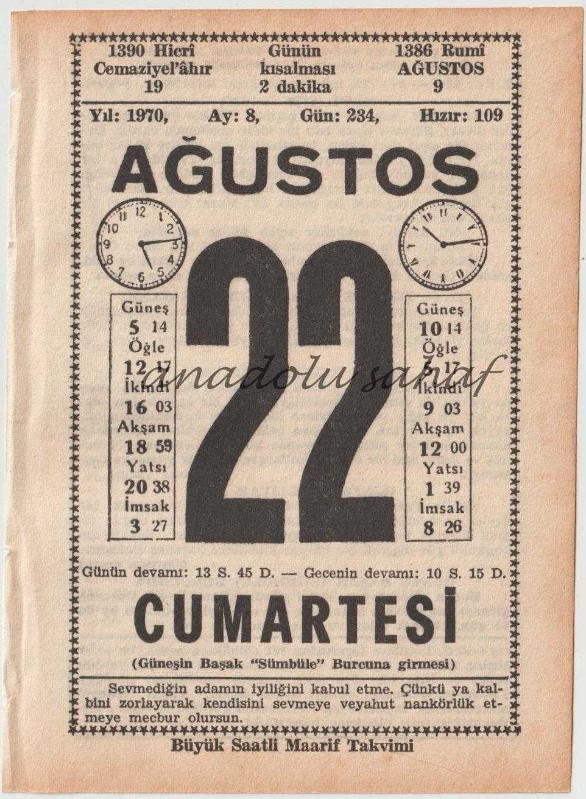 1390 Hicrî Günün 1386 Rumî
Cemaziyel'âhır kısalması AĞUSTOS
19 2 dakika 9
Yıl: 1970, Ay: 8, Gün: 234, Hızır: 109
AĞUSTOS
22
Güneş
5 14
Öğle
12 17
İkindi
16 03
Akşam
18 59
Yatsı
20 38
İmsak
3 27
Güneş
10 14
Öğle
5 17
İkindi
9 03
Akşam
12 00
Yatsı
1 39
İmsak
8 26
anadolu sahaf
Günün devamı: 13 S. 45 D. — Gecenin devamı: 10 S. 15 D.
CUMARTESİ
(Güneşin Başak "Sümbüle" Burcuna girmesi)
Sevmediğin adamın iyiliğini kabul etme. Çünkü ya kal-
bini zorlayarak kendisini sevmeye veyahut nankörlük et-
meye mecbur olursun.
Büyük Saatli Maarif Takvimi